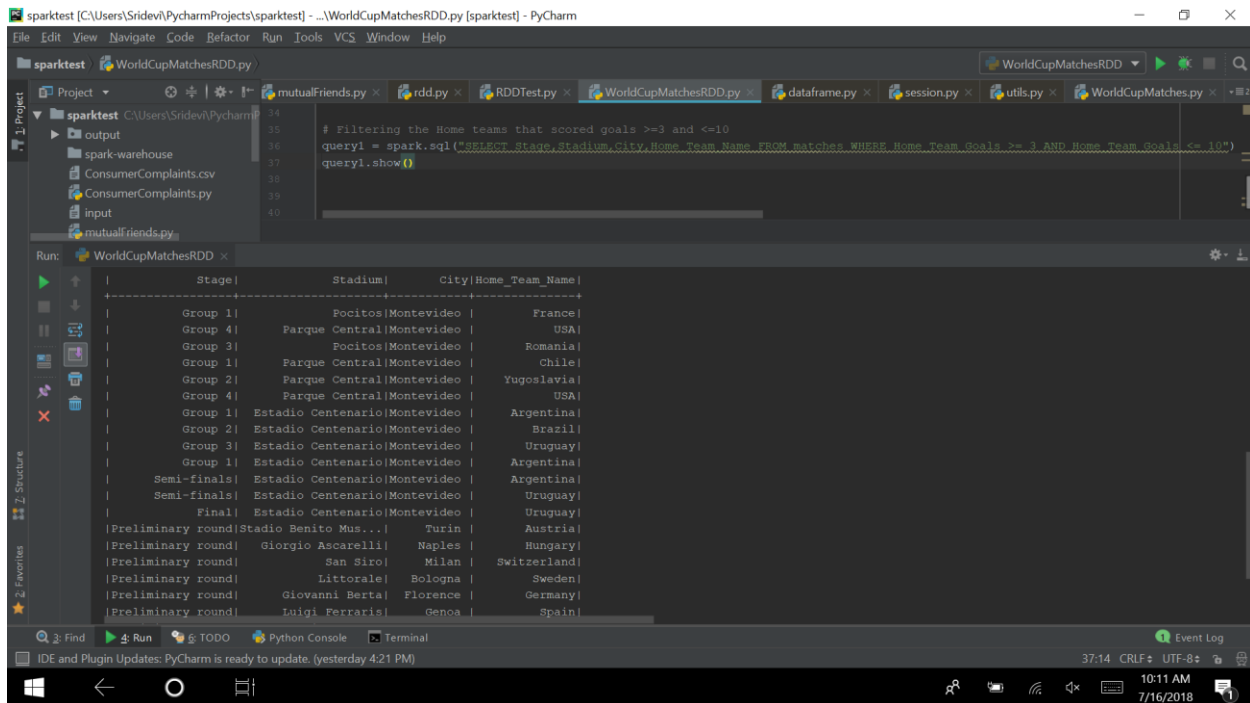 sparktest [C:\Users\Sridevi\PycharmProjects\sparktest] - ...\WorldCupMatchesRDD.py [sparktest] - PyCharm
File Edit View Navigate Code Refactor Run Tools VCS Window Help
sparktest WorldCupMatchesRDD.py WorldCupMatchesRDD
1: Project Project mutualFriends.py rdd.py RDDTest.py WorldCupMatchesRDD.py dataframe.py session.py utils.py WorldCupMatches.py
sparktest C:\Users\Sridevi\PycharmP
output
spark-warehouse
ConsumerComplaints.csv
ConsumerComplaints.py
input
mutualFriends.py
34
35 # Filtering the Home teams that scored goals >=3 and <=10
36 query1 = spark.sql("SELECT Stage,Stadium,City,Home_Team_Name FROM matches WHERE Home_Team_Goals >= 3 AND Home_Team_Goals <= 10")
37 query1.show()
38
39
40
Run: WorldCupMatchesRDD
| Stage| Stadium| City|Home_Team_Name|
+-----------------+--------------------+-----------+--------------+
| Group 1| Pocitos|Montevideo | France|
| Group 4| Parque Central|Montevideo | USA|
| Group 3| Pocitos|Montevideo | Romania|
| Group 1| Parque Central|Montevideo | Chile|
| Group 2| Parque Central|Montevideo | Yugoslavia|
| Group 4| Parque Central|Montevideo | USA|
| Group 1| Estadio Centenario|Montevideo | Argentina|
| Group 2| Estadio Centenario|Montevideo | Brazil|
| Group 3| Estadio Centenario|Montevideo | Uruguay|
| Group 1| Estadio Centenario|Montevideo | Argentina|
| Semi-finals| Estadio Centenario|Montevideo | Argentina|
| Semi-finals| Estadio Centenario|Montevideo | Uruguay|
| Final| Estadio Centenario|Montevideo | Uruguay|
|Preliminary round|Stadio Benito Mus...| Turin | Austria|
|Preliminary round| Giorgio Ascarelli| Naples | Hungary|
|Preliminary round| San Siro| Milan | Switzerland|
|Preliminary round| Littorale| Bologna | Sweden|
|Preliminary round| Giovanni Berta| Florence | Germany|
|Preliminary round| Luigi Ferraris| Genoa | Spain|
7: Structure
2: Favorites
3: Find 4: Run 6: TODO Python Console Terminal 1 Event Log
IDE and Plugin Updates: PyCharm is ready to update. (yesterday 4:21 PM) 37:14 CRLF UTF-8
10:11 AM
7/16/2018
1